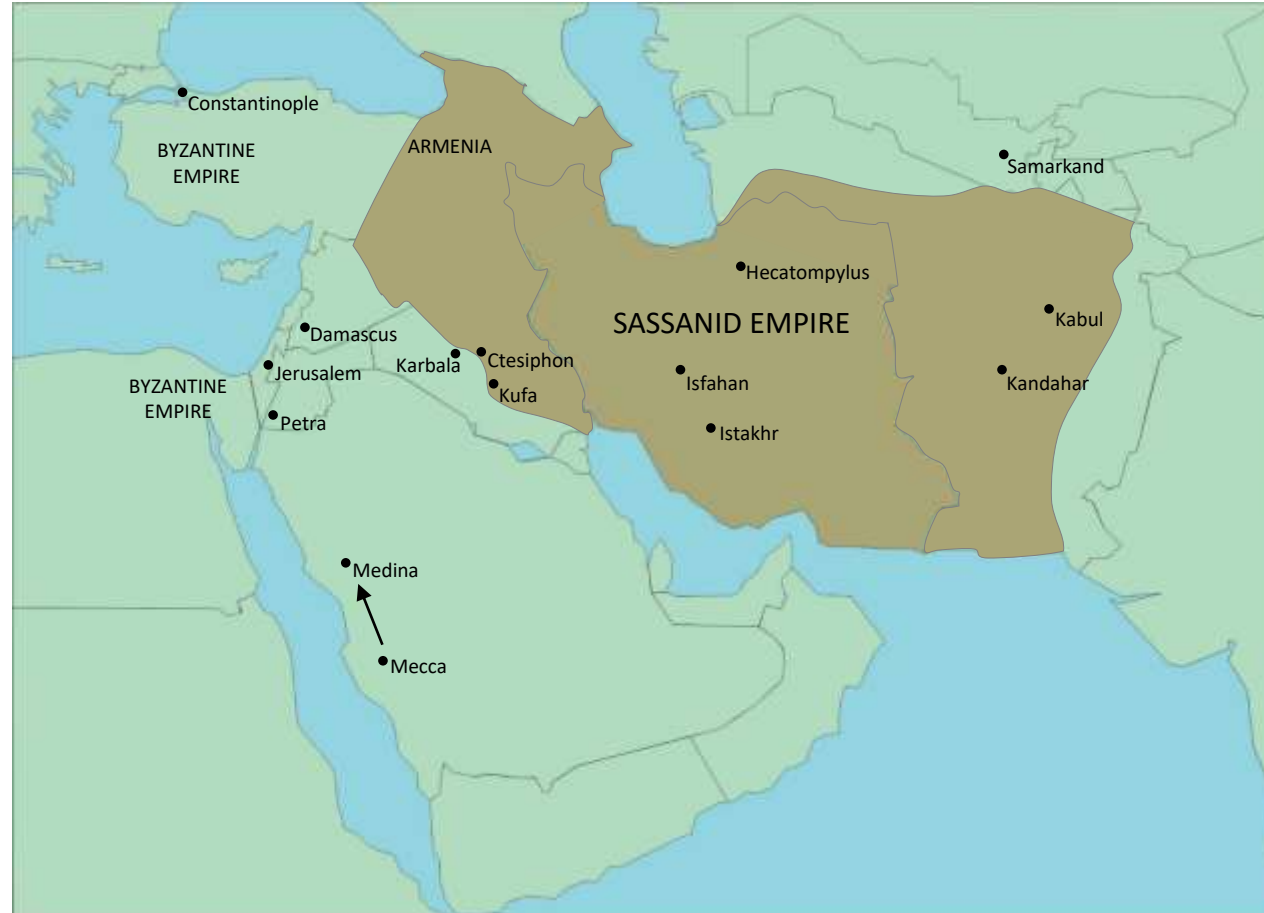 Constantinople
BYZANTINE
EMPIRE
ARMENIA
Samarkand
Hecatompylus
SASSANID EMPIRE
Kabul
Damascus
Karbala
Ctesiphon
Jerusalem
Isfahan
Kandahar
BYZANTINE
EMPIRE
Kufa
Petra
Istakhr
Medina
Mecca